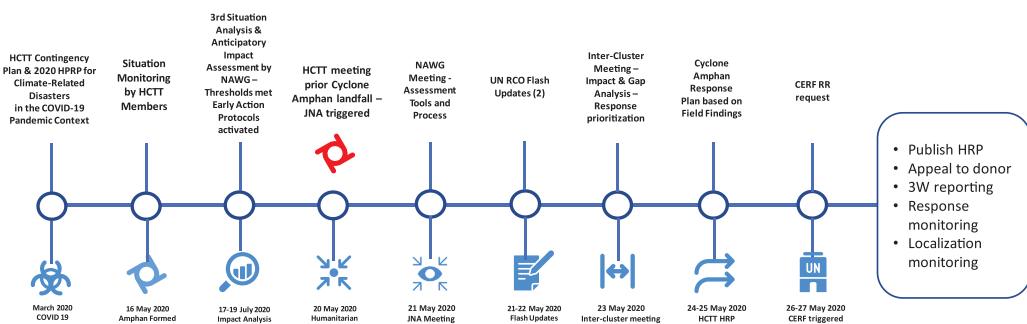 HCTT Contingency
Plan & 2020 HPRP for
Climate-Related
Disasters
in the COVID-19
Pandemic Context
Situation
Monitoring
by HCTT
Members
3rd Situation
Analysis &
Anticipatory
Impact
Assessment by
NAWG –
Thresholds met
Early Action
Protocols
activated
HCTT meeting
prior Cyclone
Amphan landfall –
JNA triggered
NAWG
Meeting -
Assessment
Tools and
Process
UN RCO Flash
Updates (2)
Inter-Cluster
Meeting –
Impact & Gap
Analysis –
Response
prioritization
Cyclone
Amphan
Response
Plan based on
Field Findings
CERF RR
request
• Publish HRP
• Appeal to donor
• 3W reporting
• Response
monitoring
• Localization
monitoring
UN
March 2020
COVID 19
16 May 2020
Amphan Formed
17-19 July 2020
Impact Analysis
20 May 2020
Humanitarian
21 May 2020
JNA Meeting
21-22 May 2020
Flash Updates
23 May 2020
Inter-cluster meeting
24-25 May 2020
HCTT HRP
26-27 May 2020
CERF triggered